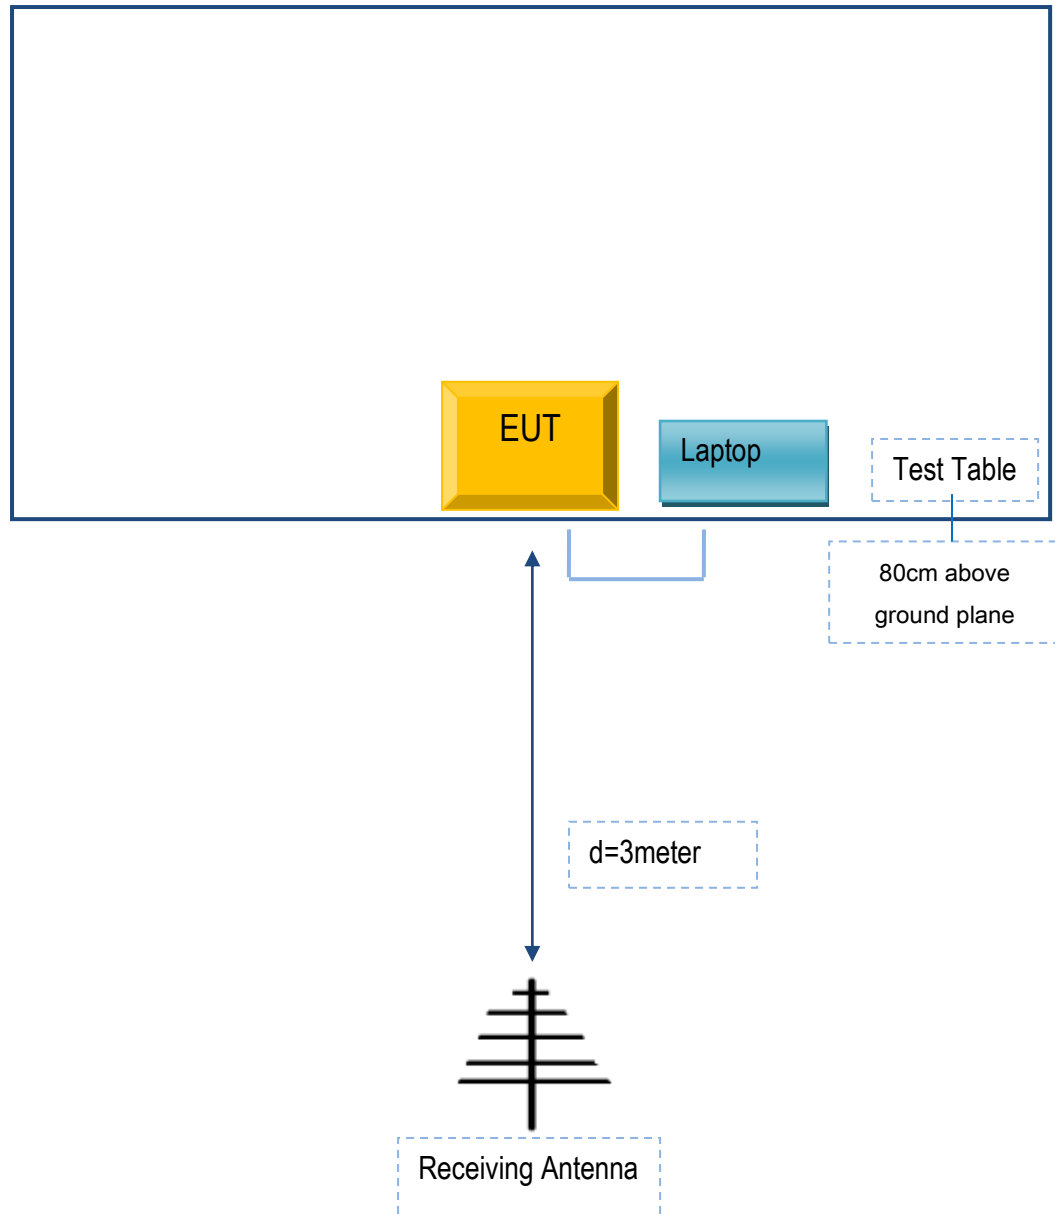 EUT
Laptop
Test Table
80cm above
ground plane
d=3meter
Receiving Antenna